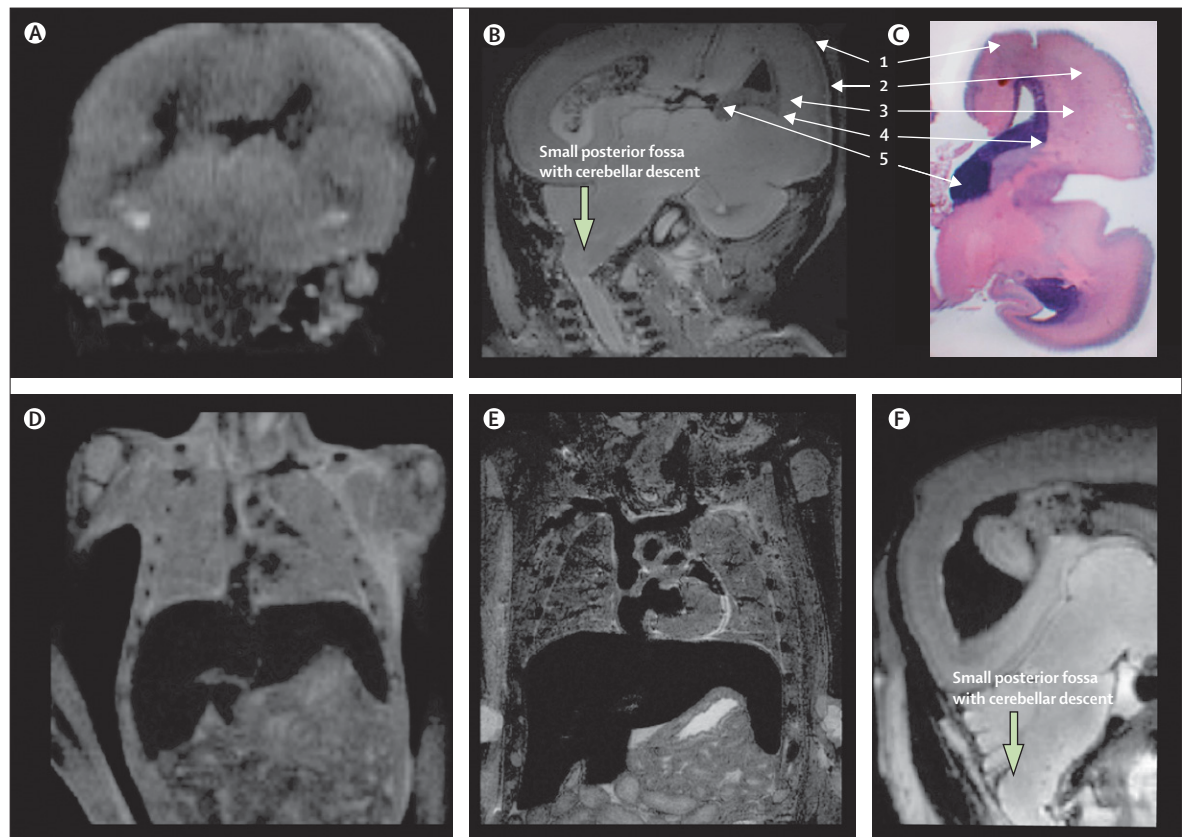 A
B
C
1
2
3
4
5
Small posterior fossa
with cerebellar descent
D
E
F
Small posterior fossa
with cerebellar descent